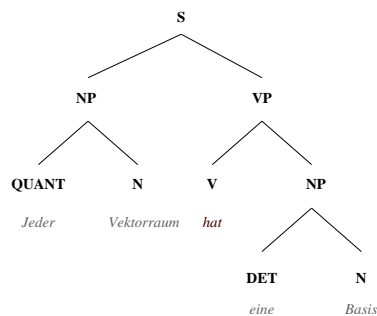 S
NP VP
QUANT N V NP
Jeder Vektorraum hat
DET N
eine Basis